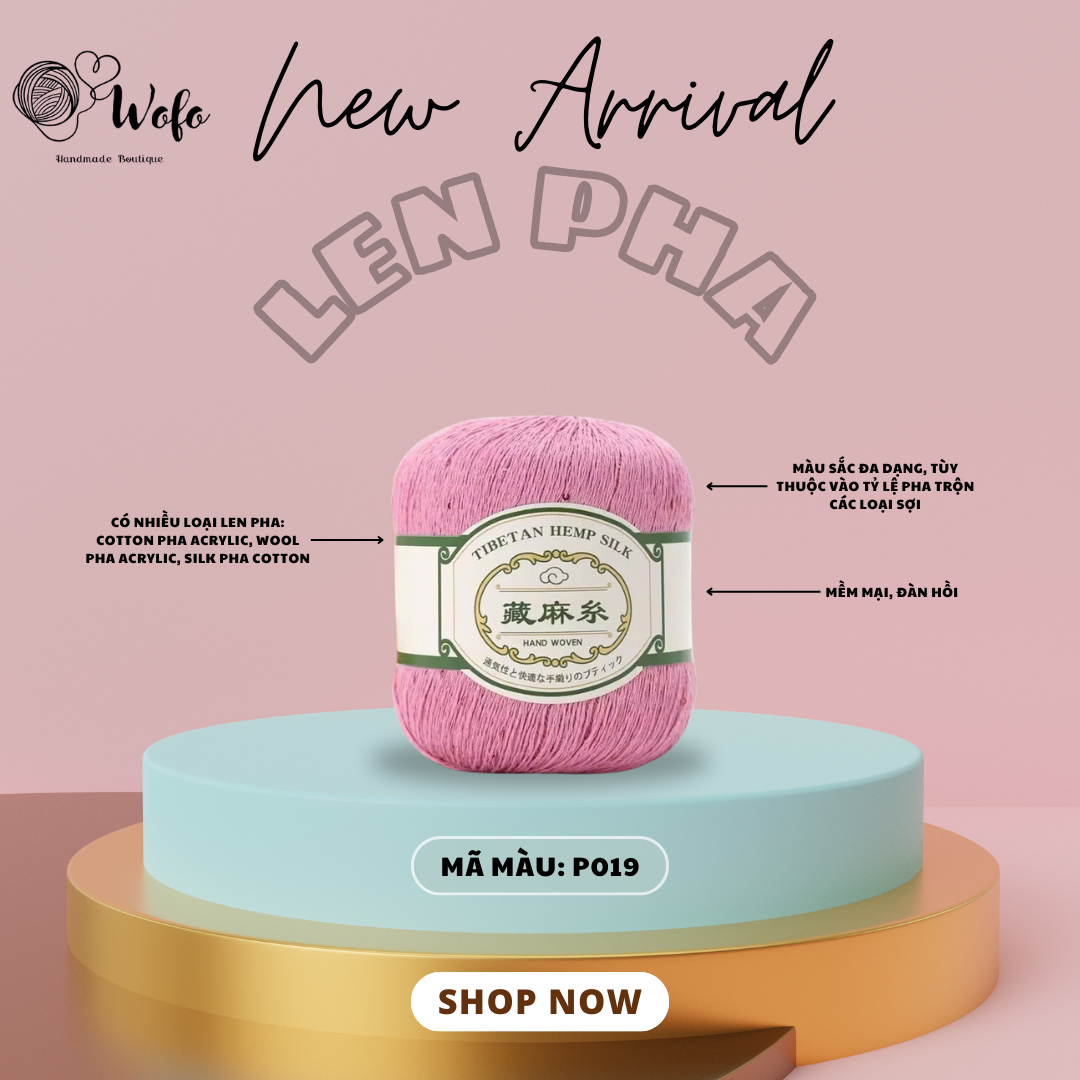 Wofo
Handmade Boutique
New Arrival
LEN PHA
MÀU SẮC ĐA DẠNG, TÙY
THUỘC VÀO TỶ LỆ PHA TRỘN
CÁC LOẠI SỢI
CÓ NHIỀU LOẠI LEN PHA:
COTTON PHA ACRYLIC, WOOL
PHA ACRYLIC, SILK PHA COTTON
MỀM MẠI, ĐÀN HỒI
TIBETAN HEMP SILK
藏麻糸
HAND WOVEN
通気性と快適な手織りのブティック
MÃ MÀU: P019
SHOP NOW